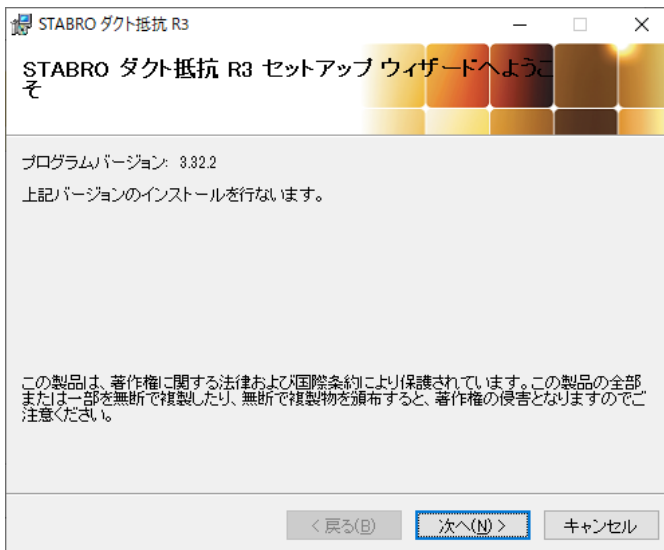 STABRO ダクト抵抗 R3
STABRO ダクト抵抗 R3 セットアップ ウィザードへようこ
そ
プログラムバージョン: 3.32.2
上記バージョンのインストールを行ないます。
この製品は、著作権に関する法律および国際条約により保護されています。この製品の全部
または一部を無断で複製したり、無断で複製物を頒布すると、著作権の侵害となりますのでご
注意ください。
< 戻る(B) 次へ(N) > キャンセル